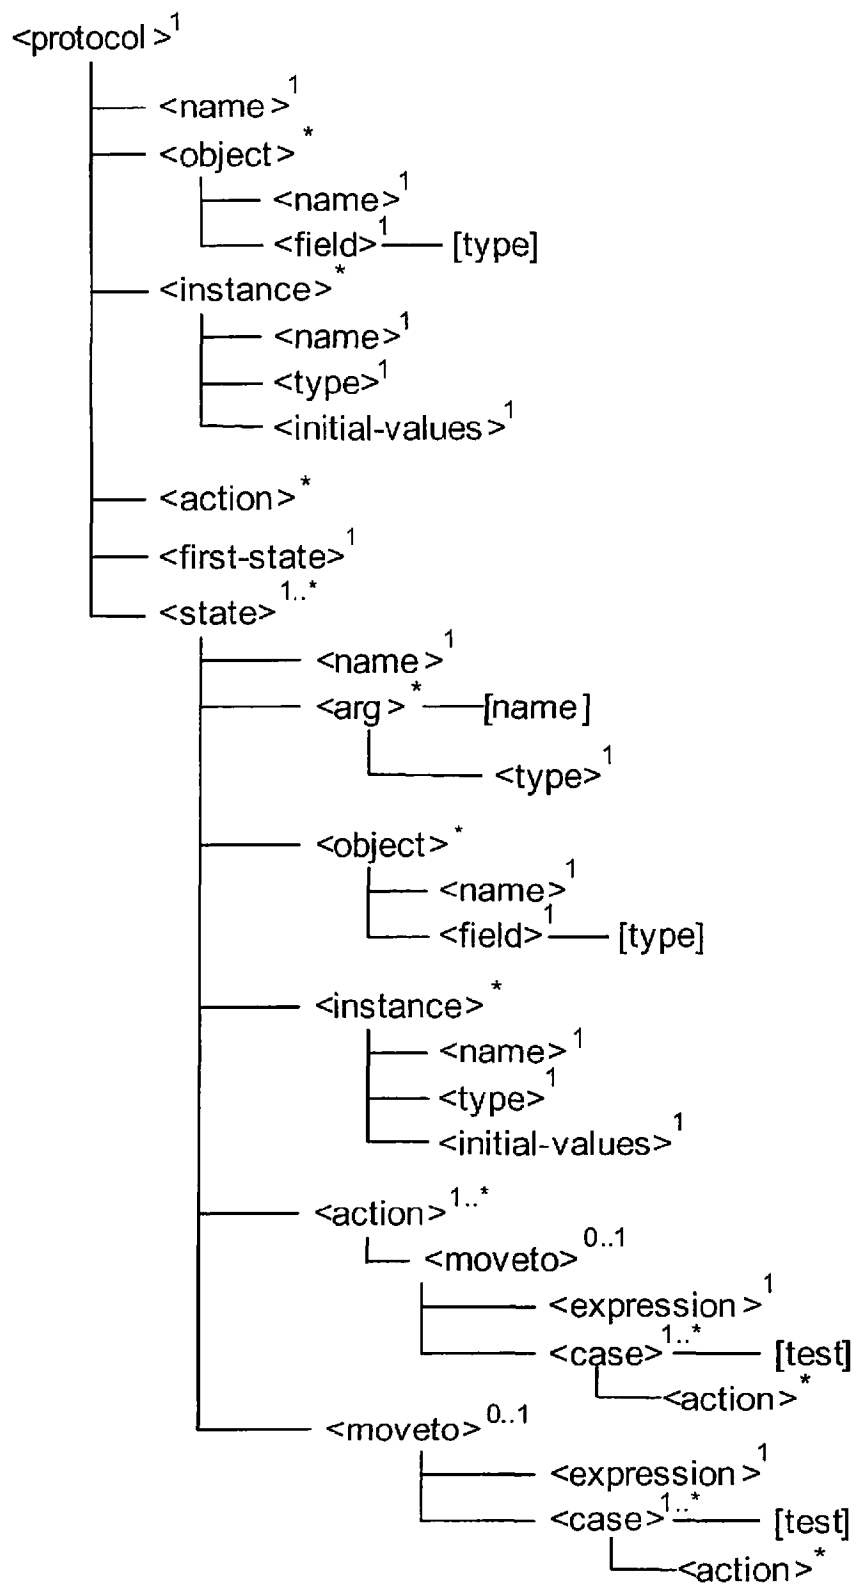 <protocol>1
<name>1
<object>*
<name>1
<field>1 [type]
<instance>*
<name>1
<type>1
<initial-values>1
<action>*
<first-state>1
<state>1..*
<name>1
<arg>* [name]
<type>1
<object>*
<name>1
<field>1 [type]
<instance>*
<name>1
<type>1
<initial-values>1
<action>1..*
<moveto>0..1
<expression>1
<case>1..* [test]
<action>*
<moveto>0..1
<expression>1
<case>1..* [test]
<action>*